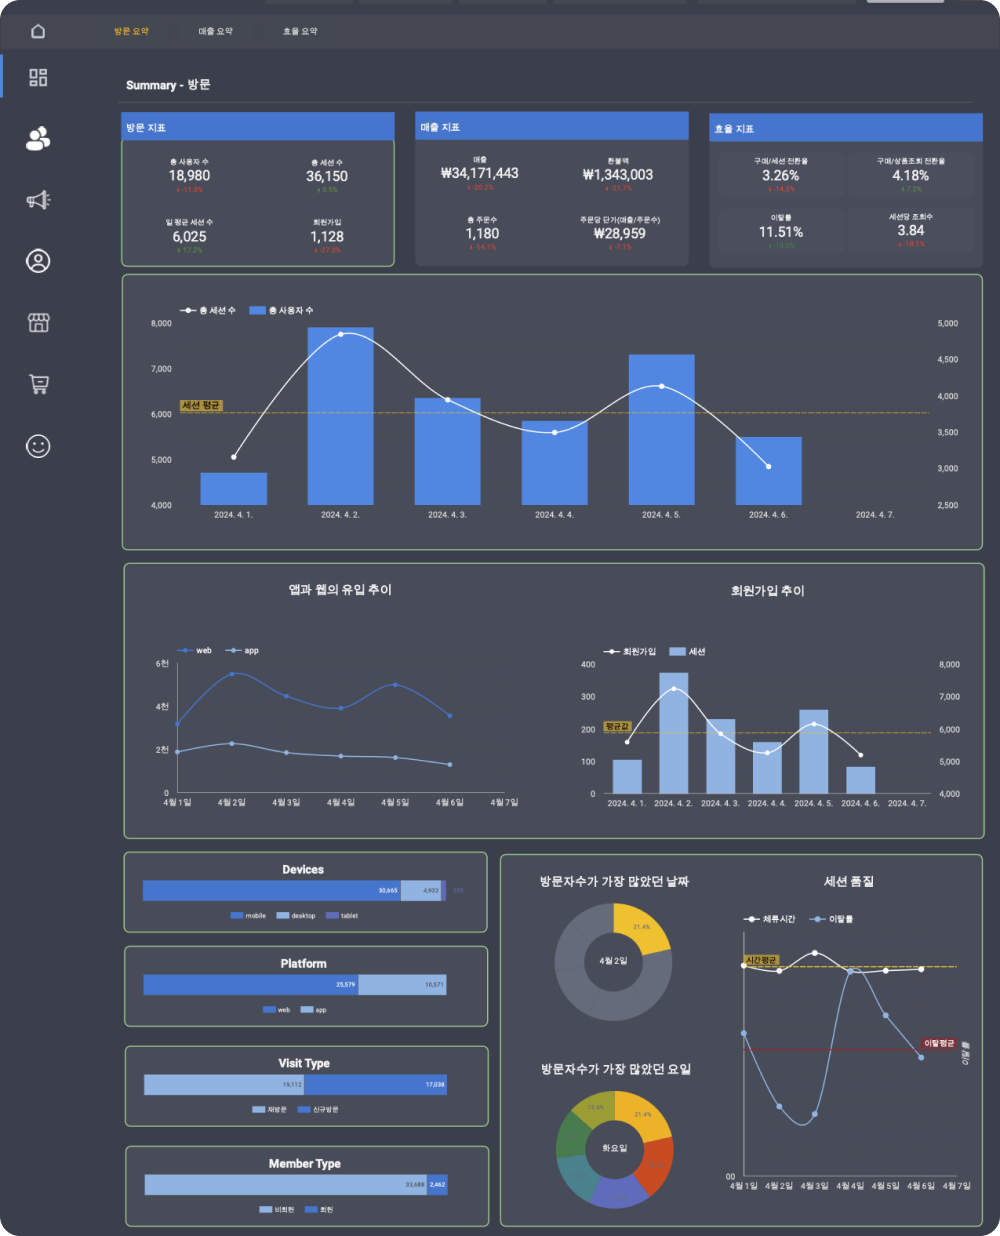 방문 요약
매출 요약
효율 요약
Summary - 방문
방문 지표
총 사용자 수
18,980
-11.8%
총 세션 수
36,150
5.5%
일 평균 세션 수
6,025
17.2%
회원가입
1,128
-27.3%
매출 지표
매출
₩34,171,443
-20.2%
환불액
₩1,343,003
-31.7%
총 주문수
1,180
-14.1%
주문당 단가(매출/주문수)
₩28,959
-7.1%
효율 지표
구매/세션 전환율
3.26%
구매/상품조회 전환율
4.18%
7.2%
이탈률
11.51%
세션당 조회수
3.84
-18.1%
총 세션 수
총 사용자 수
8,000
7,000
6,000
5,000
4,000
5,000
4,500
4,000
3,500
3,000
2,500
세션 평균
2024. 4. 1.
2024. 4. 2.
2024. 4. 3.
2024. 4. 4.
2024. 4. 5.
2024. 4. 6.
2024. 4. 7.
앱과 웹의 유입 추이
web
app
6천
4천
2천
0
4월 1일
4월 2일
4월 3일
4월 4일
4월 5일
4월 6일
4월 7일
회원가입 추이
회원가입
세션
400
300
200
100
0
8,000
7,000
6,000
5,000
4,000
평균값
2024. 4. 1.
2024. 4. 2.
2024. 4. 3.
2024. 4. 4.
2024. 4. 5.
2024. 4. 6.
2024. 4. 7.
Devices
30,665
4,932
mobile
desktop
tablet
Platform
25,579
10,571
web
app
Visit Type
19,112
17,038
재방문
신규방문
Member Type
33,688
2,462
비회원
회원
방문자수가 가장 많았던 날짜
21.4%
4월 2일
방문자수가 가장 많았던 요일
13.4%
21.4%
화요일
세션 품질
체류시간
이탈률
시간평균
이탈평균
이탈률
00
4월 1일
4월 2일
4월 3일
4월 4일
4월 5일
4월 6일
4월 7일